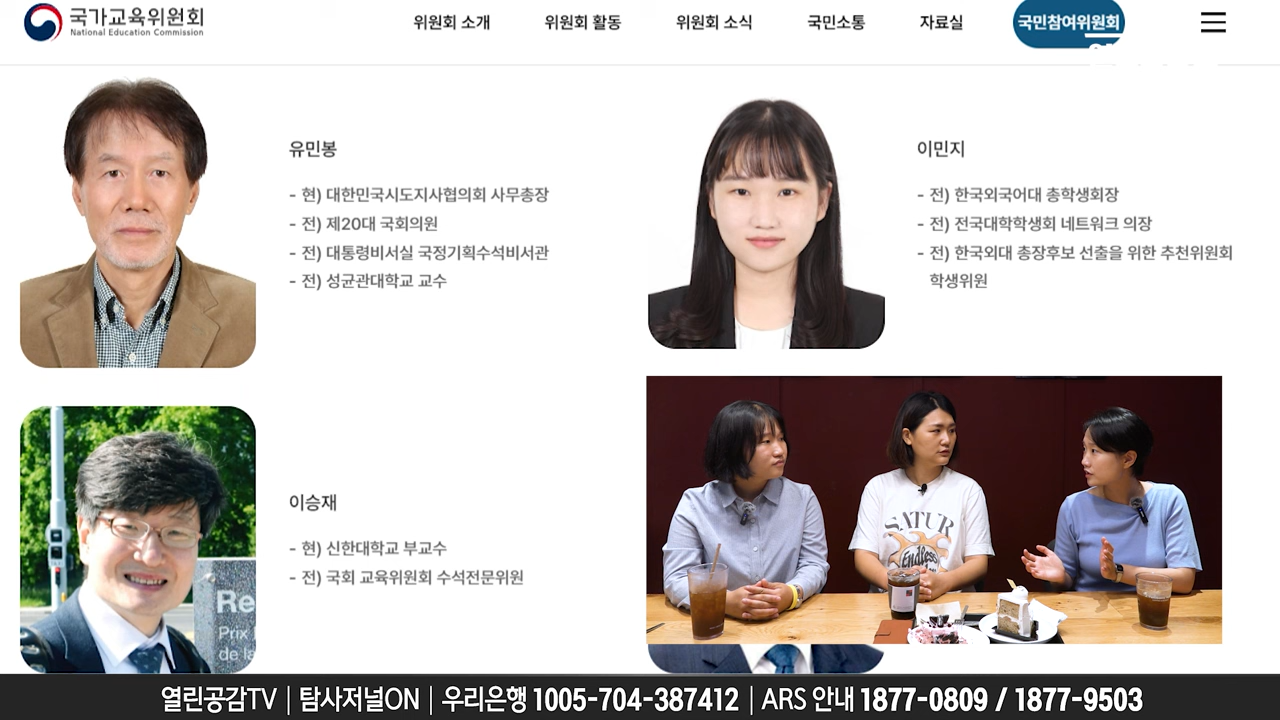 국가교육위원회
National Education Commission
위원회 소개 위원회 활동 위원회 소식 국민소통 자료실 국민참여위원회
유민봉
- 현) 대한민국시도지사협의회 사무총장
- 전) 제20대 국회의원
- 전) 대통령비서실 국정기획수석비서관
- 전) 성균관대학교 교수
이민지
- 전) 한국외국어대 총학생회장
- 전) 전국대학학생회 네트워크 의장
- 전) 한국외대 총장후보 선출을 위한 추천위원회
학생위원
이승재
- 현) 신한대학교 부교수
- 전) 국회 교육위원회 수석전문위원
Re
Prix
de la
SATUR
Endless
열린공감TV | 탐사저널ON | 우리은행 1005-704-387412 | ARS 안내 1877-0809 / 1877-9503